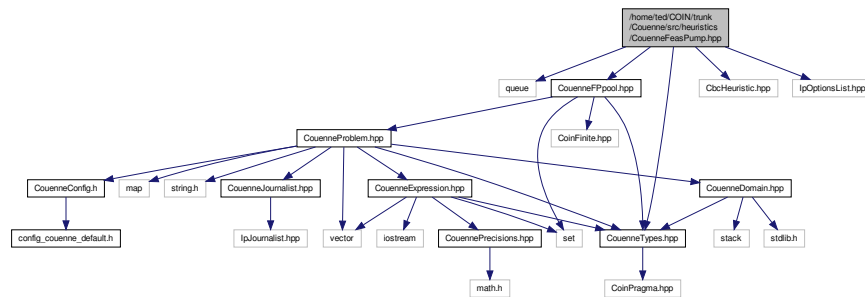 /home/ted/COIN/trunk
/Couenne/src/heuristics
/CouenneFeasPump.hpp
queue
CouenneFPpool.hpp
CbcHeuristic.hpp
IpOptionsList.hpp
CouenneProblem.hpp
CoinFinite.hpp
CouenneConfig.h
map
string.h
CouenneJournalist.hpp
CouenneExpression.hpp
CouenneDomain.hpp
config_couenne_default.h
IpJournalist.hpp
vector
iostream
CouennePrecisions.hpp
set
CouenneTypes.hpp
stack
stdlib.h
math.h
CoinPragma.hpp